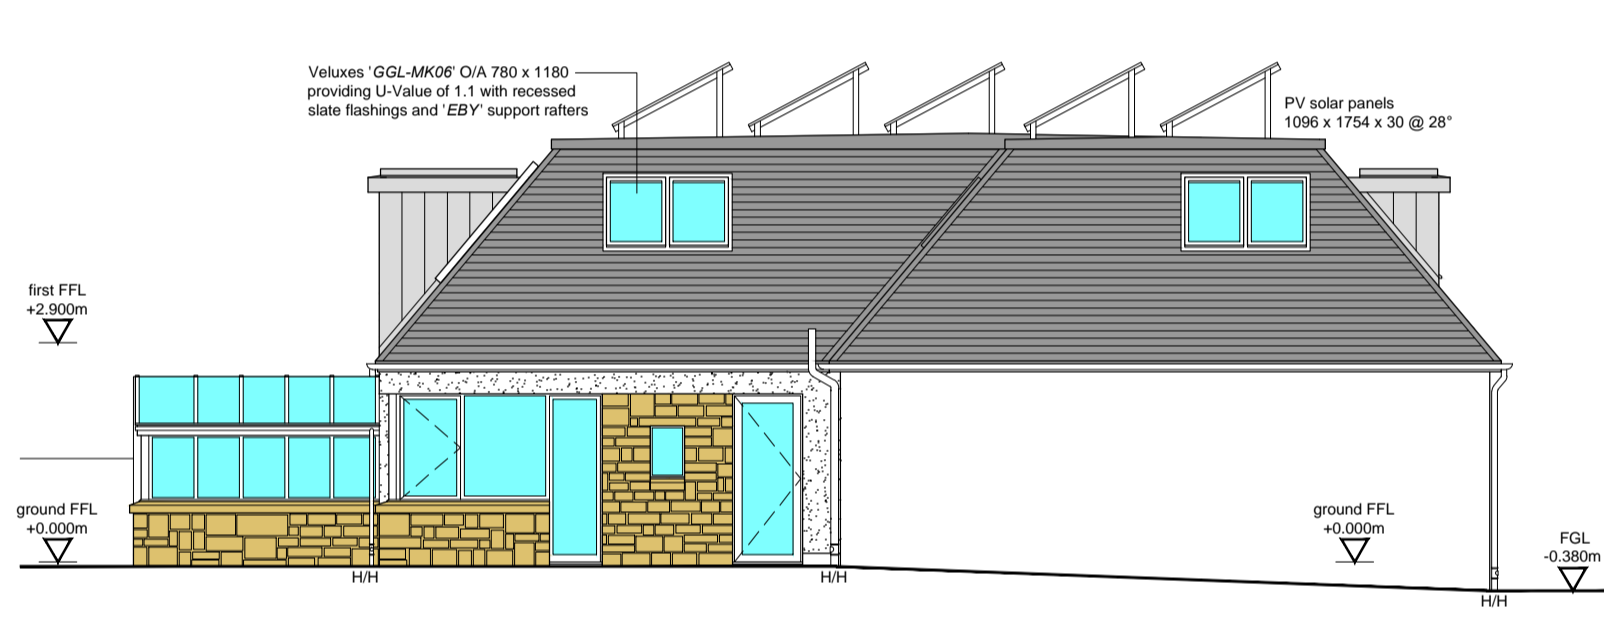 Veluxes 'GGL-MK06' O/A 780 x 1180
providing U-Value of 1.1 with recessed
slate flashings and 'EBY' support rafters
PV solar panels
1096 x 1754 x 30 @ 28°
first FFL
+2.900m
ground FFL
+0.000m
ground FFL
+0.000m
FGL
-0.380m
H/H
H/H
H/H